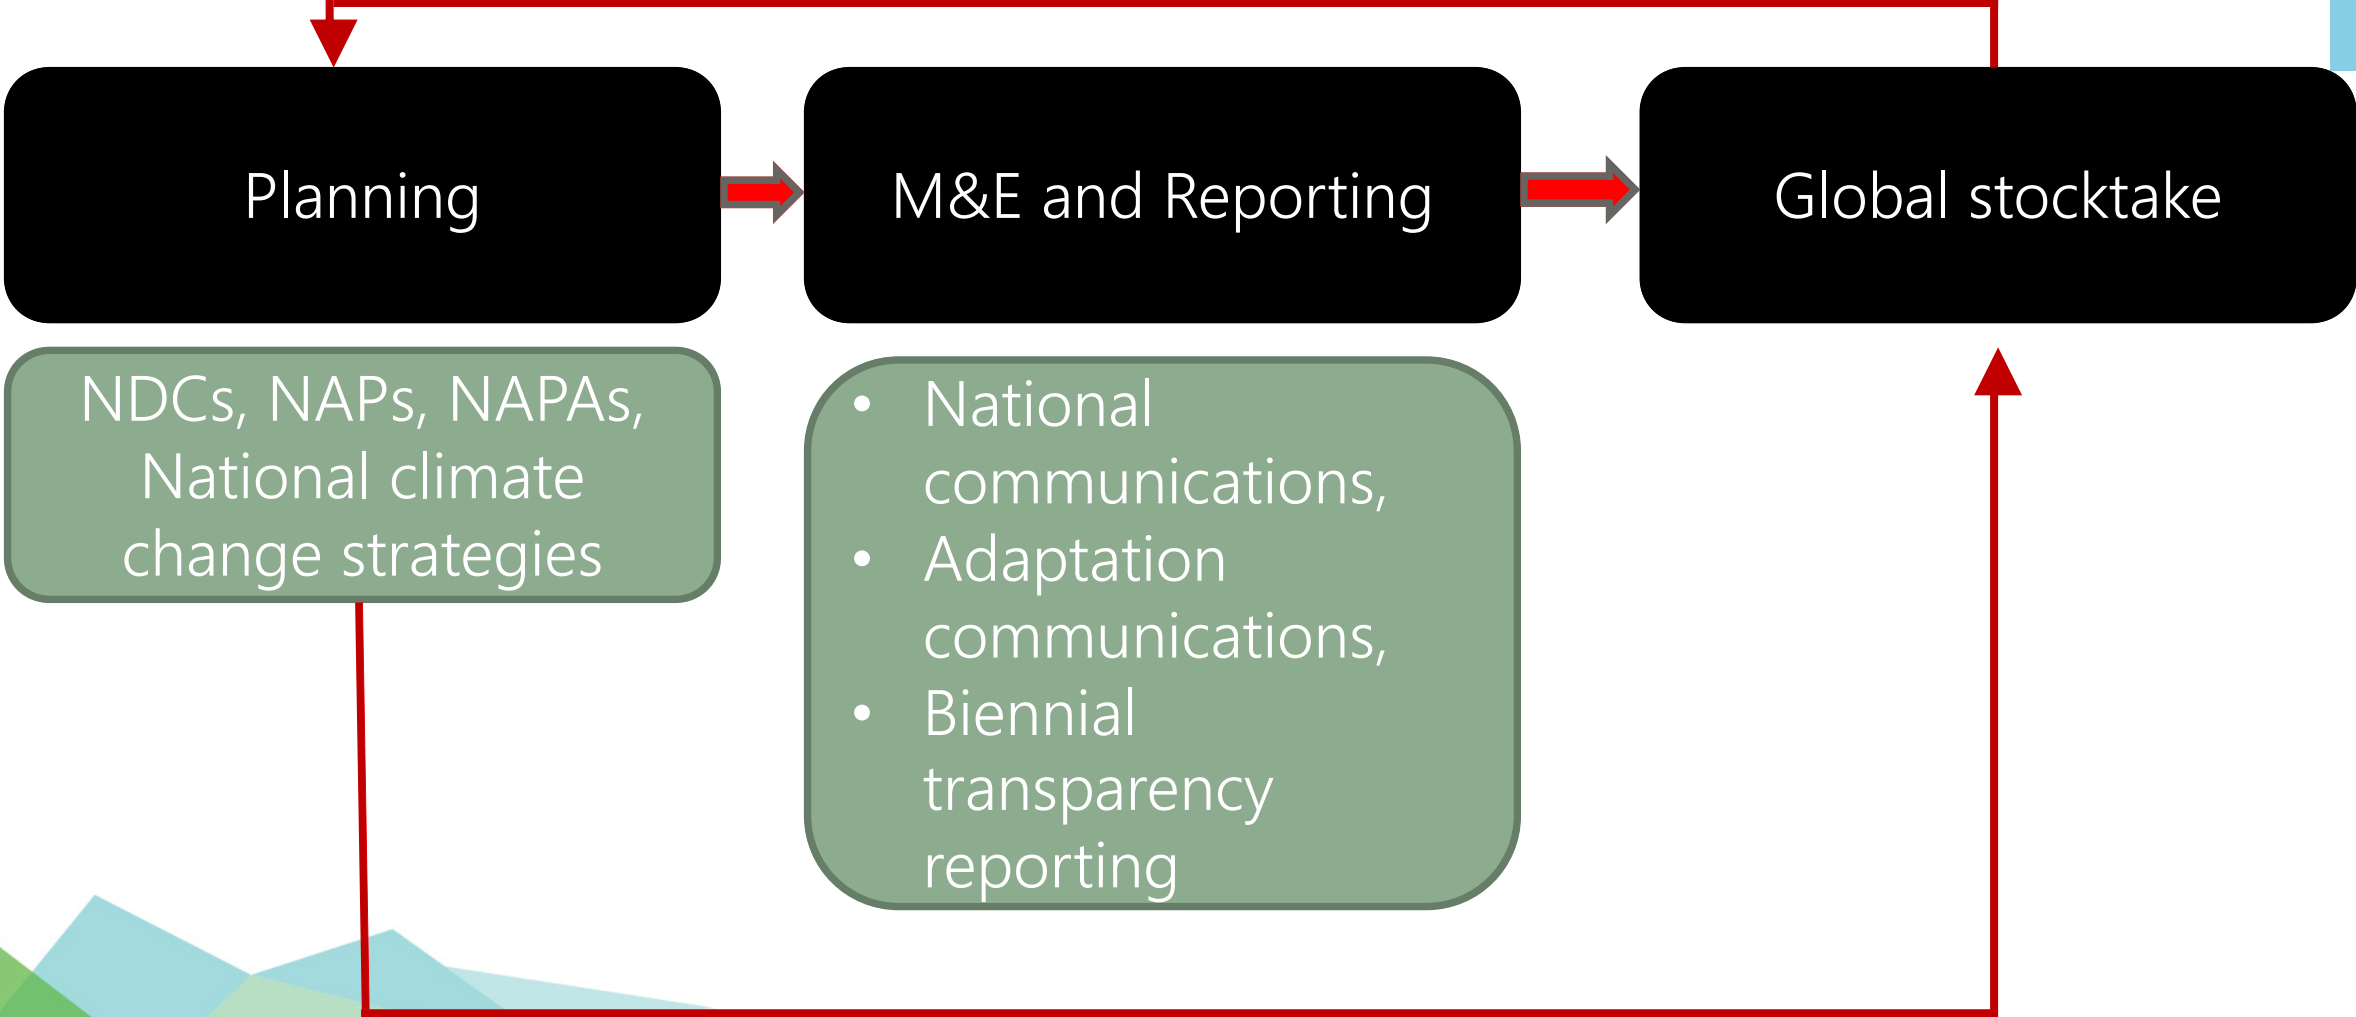 Planning
M&E and Reporting
Global stocktake
NDCs, NAPs, NAPAs,
National climate
change strategies
• National
communications,
• Adaptation
communications,
• Biennial
transparency
reporting